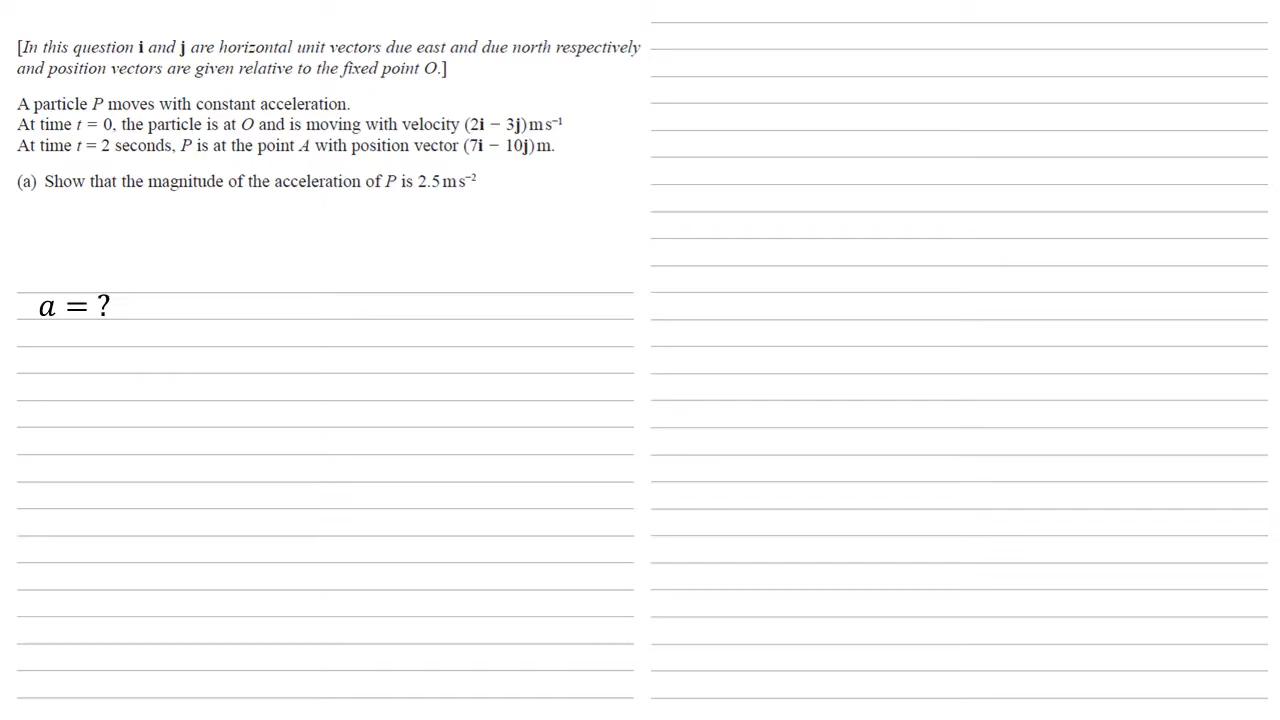 [In this question i and j are horizontal unit vectors due east and due north respectively
and position vectors are given relative to the fixed point O.]
A particle P moves with constant acceleration.
At time t = 0, the particle is at O and is moving with velocity (2i − 3j) m s⁻¹
At time t = 2 seconds, P is at the point A with position vector (7i − 10j) m.
(a) Show that the magnitude of the acceleration of P is 2.5 m s⁻²
a = ?